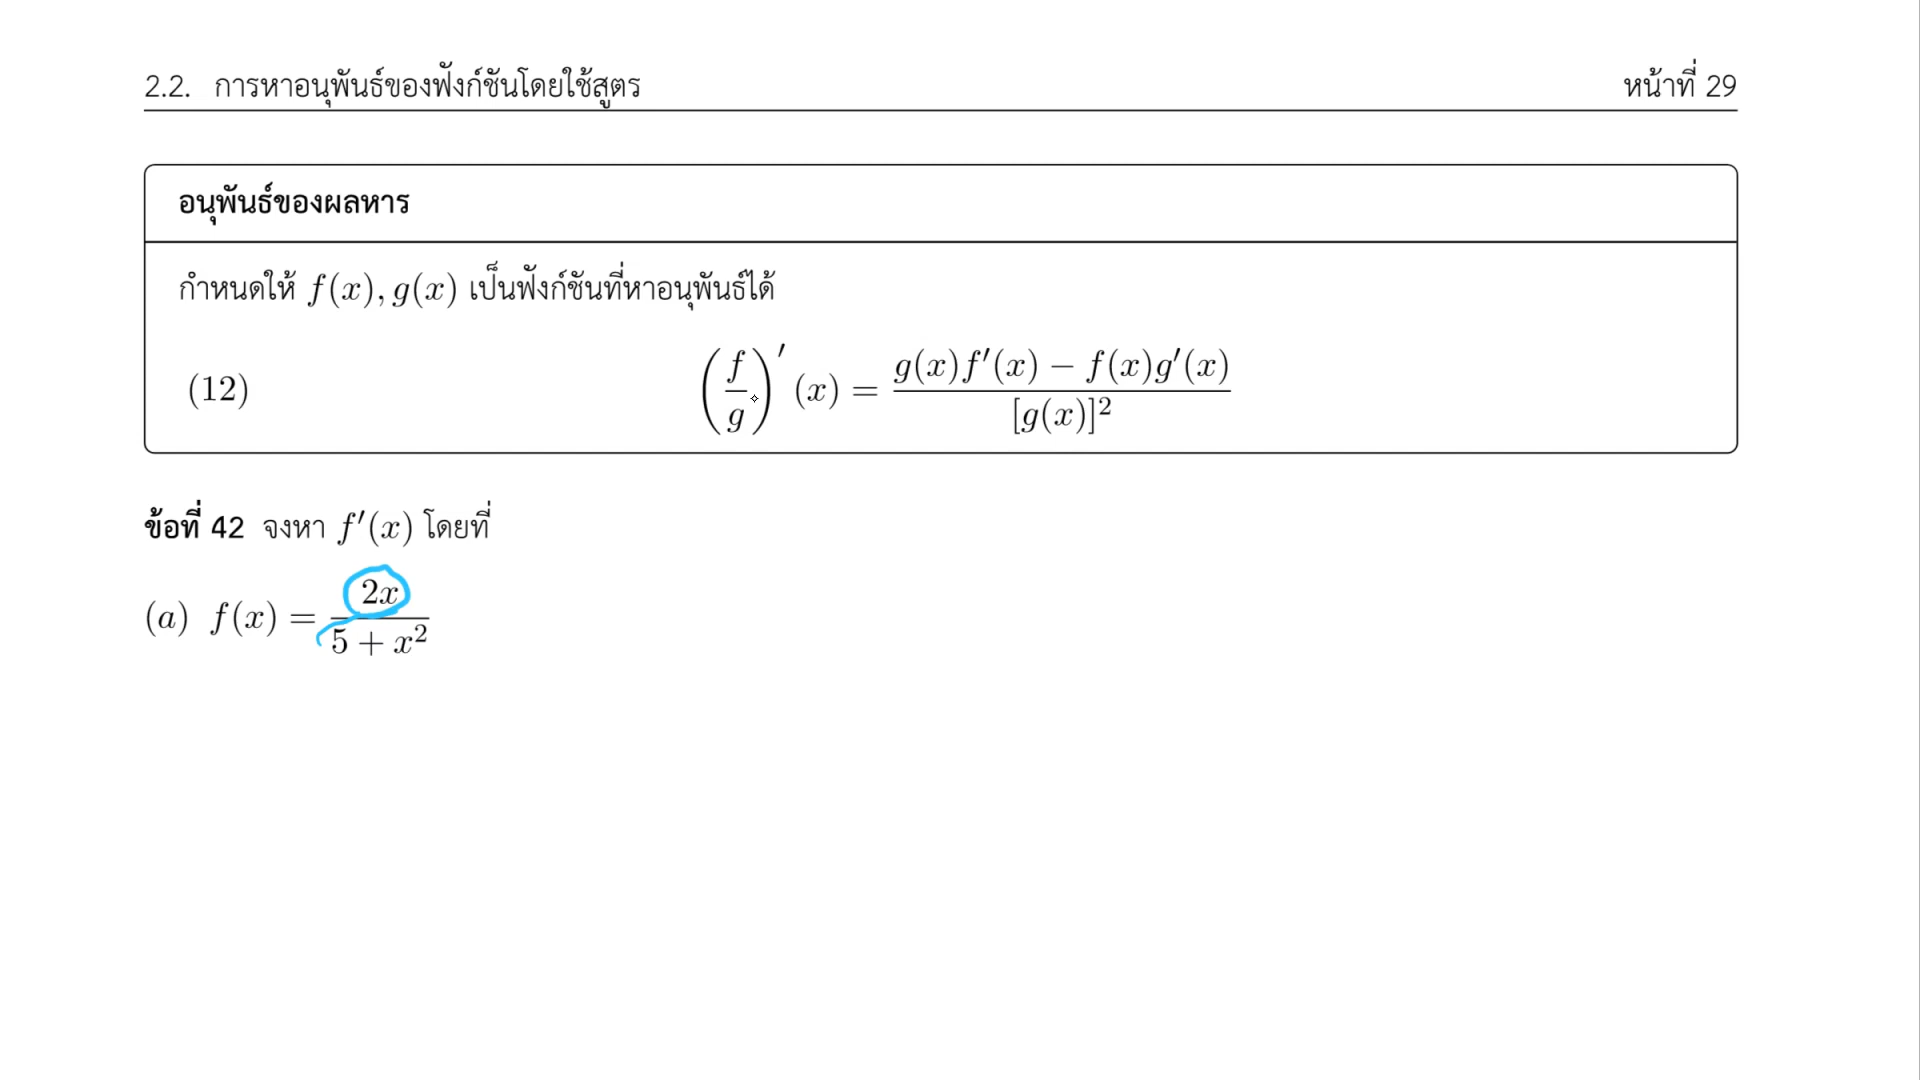 2.2. การหาอนุพันธ์ของฟังก์ชันโดยใช้สูตร หน้าที่ 29
อนุพันธ์ของผลหาร
กำหนดให้ f(x), g(x) เป็นฟังก์ชันที่หาอนุพันธ์ได้
(12) (f/g)′(x) = (g(x)f′(x) − f(x)g′(x))/[g(x)]²
ข้อที่ 42 จงหา f′(x) โดยที่
(a) f(x) = 2x/(5 + x²)